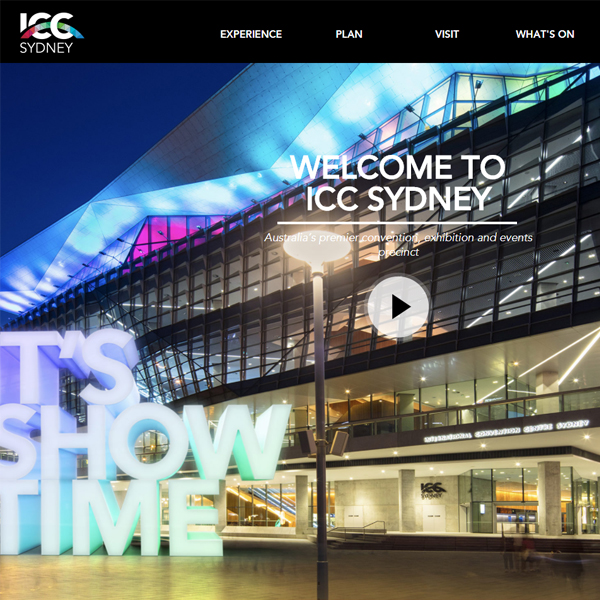 ICC
SYDNEY
EXPERIENCE
PLAN
VISIT
WHAT'S ON
WELCOME TO
ICC SYDNEY
Australia's premier convention, exhibition and events
precinct
INTERNATIONAL CONVENTION CENTRE SYDNEY
T'S
SHOW
TIME
ICC
SYDNEY